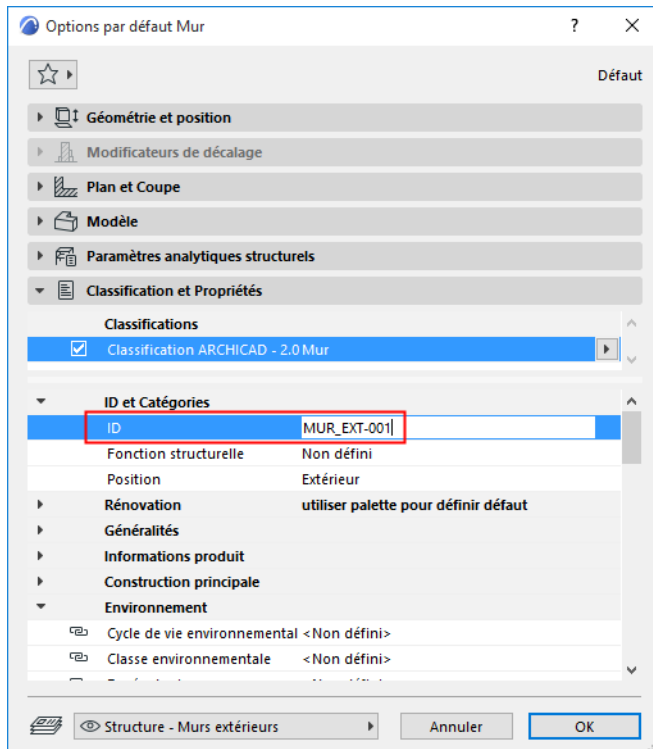 Options par défaut Mur
?
Défaut
Géométrie et position
Modificateurs de décalage
Plan et Coupe
Modèle
Paramètres analytiques structurels
Classification et Propriétés
Classifications
Classification ARCHICAD - 2.0 Mur
ID et Catégories
ID MUR_EXT-001
Fonction structurelle Non défini
Position Extérieur
Rénovation utiliser palette pour définir défaut
Généralités
Informations produit
Construction principale
Environnement
Cycle de vie environnemental <Non défini>
Classe environnementale <Non défini>
Structure - Murs extérieurs Annuler OK